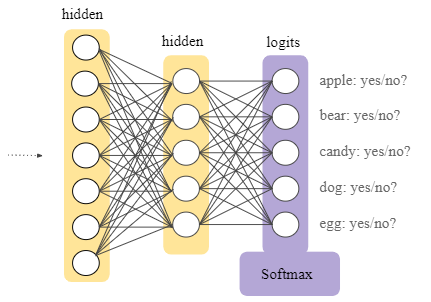 hidden
hidden
logits
apple: yes/no?
bear: yes/no?
candy: yes/no?
dog: yes/no?
egg: yes/no?
Softmax